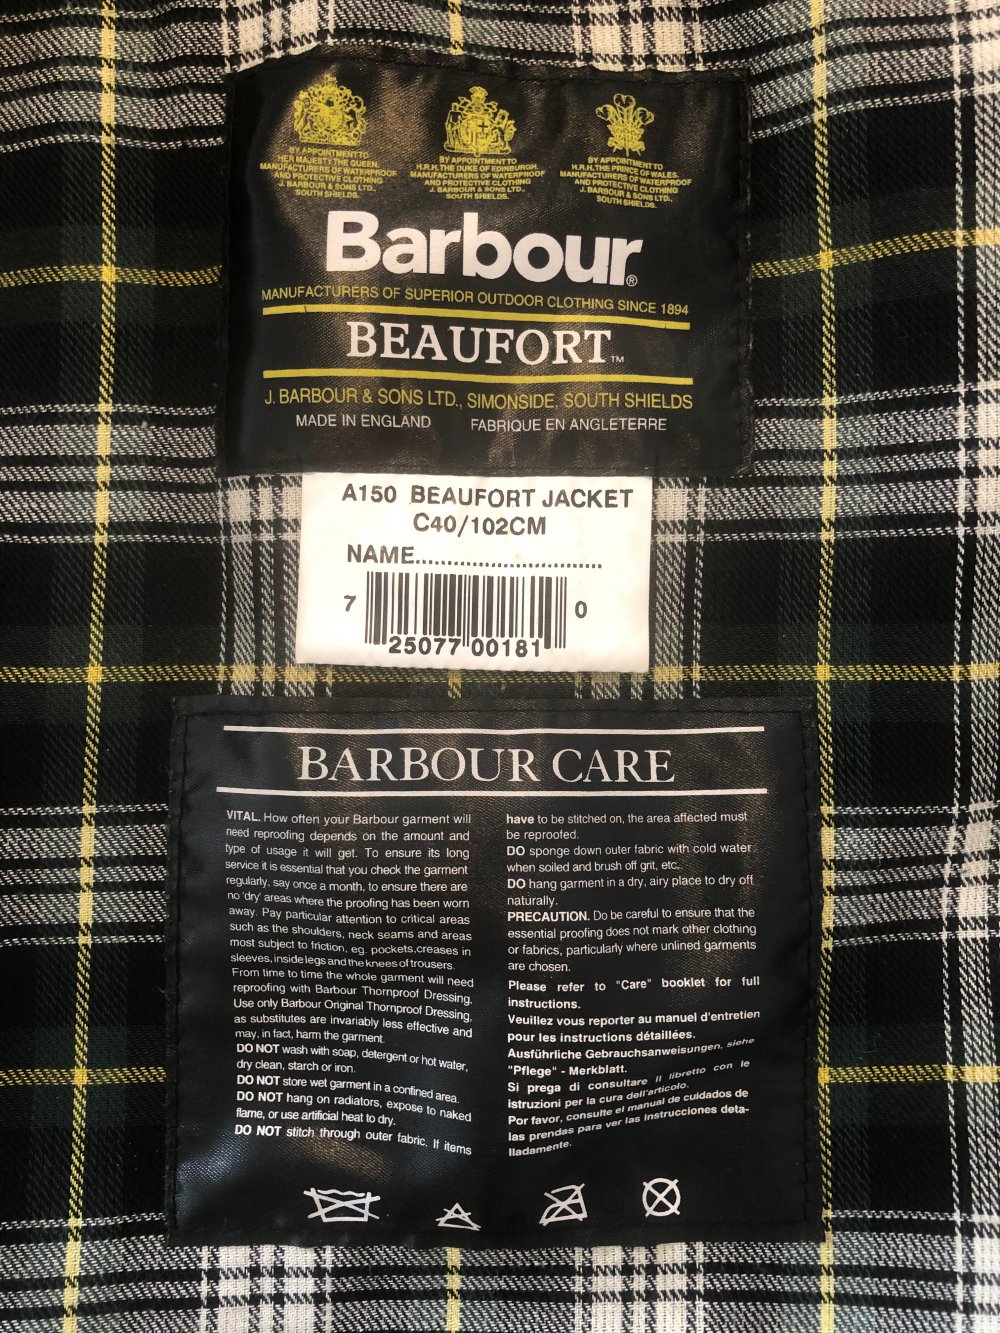 BY APPOINTMENT TO
HER MAJESTY THE QUEEN.
MANUFACTURERS OF WATERPROOF
AND PROTECTIVE CLOTHING
J. BARBOUR & SONS LTD.,
SOUTH SHIELDS.
BY APPOINTMENT TO
H.R.H. THE DUKE OF EDINBURGH.
MANUFACTURERS OF WATERPROOF
AND PROTECTIVE CLOTHING
J. BARBOUR & SONS LTD.,
SOUTH SHIELDS.
BY APPOINTMENT TO
H.R.H. THE PRINCE OF WALES.
MANUFACTURERS OF WATERPROOF
AND PROTECTIVE CLOTHING
J. BARBOUR & SONS LTD.,
SOUTH SHIELDS.
Barbour®
MANUFACTURERS OF SUPERIOR OUTDOOR CLOTHING SINCE 1894
BEAUFORT™
J. BARBOUR & SONS LTD., SIMONSIDE, SOUTH SHIELDS
MADE IN ENGLAND FABRIQUE EN ANGLETERRE
A150 BEAUFORT JACKET
C40/102CM
NAME.............................
7 25077 00181 0
BARBOUR CARE
VITAL. How often your Barbour garment will
need reproofing depends on the amount and
type of usage it will get. To ensure its long
service it is essential that you check the garment
regularly, say once a month, to ensure there are
no 'dry' areas where the proofing has been worn
away. Pay particular attention to critical areas
such as the shoulders, neck seams and areas
most subject to friction, eg. pockets,creases in
sleeves, inside legs and the knees of trousers.
From time to time the whole garment will need
reproofing with Barbour Thornproof Dressing,
Use only Barbour Original Thornproof Dressing,
as substitutes are invariably less effective and
may, in fact, harm the garment.
DO NOT wash with soap, detergent or hot water,
dry clean, starch or iron.
DO NOT store wet garment in a confined area.
DO NOT hang on radiators, expose to naked
flame, or use artificial heat to dry.
DO NOT stitch through outer fabric. If items
have to be stitched on, the area affected must
be reproofed.
DO sponge down outer fabric with cold water
when soiled and brush off grit, etc.
DO hang garment in a dry, airy place to dry off
naturally.
PRECAUTION. Do be careful to ensure that the
essential proofing does not mark other clothing
or fabrics, particularly where unlined garments
are chosen.
Please refer to "Care" booklet for full
instructions.
Veuillez vous reporter au manuel d'entretien
pour les instructions détaillées.
Ausführliche Gebrauchsanweisungen, siehe
"Pflege" - Merkblatt.
Si prega di consultare il libretto con le
istruzioni per la cura dell'articolo.
Por favor, consulte el manual de cuidados de
las prendas para ver las instrucciones deta-
lladamente.